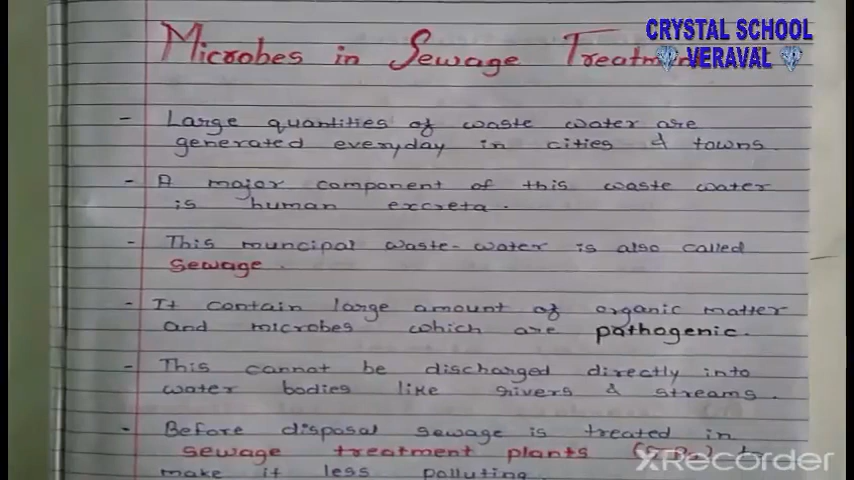 CRYSTAL SCHOOL
VERAVAL
Microbes in Sewage Treatmen
- Large quantities of waste water are
generated everyday in cities & towns.
- A major component of this waste water
is human excreta.
- This muncipal waste-water is also called
sewage.
- It contain large amount of organic matter
and microbes which are pathogenic.
- This cannot be discharged directly into
water bodies like rivers & streams.
- Before disposal sewage is treated in
sewage treatment plants to
make it less polluting.
XRecorder